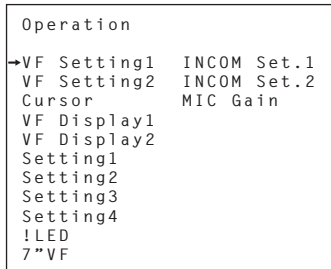 Operation
→VF Setting1 INCOM Set.1
VF Setting2 INCOM Set.2
Cursor MIC Gain
VF Display1
VF Display2
Setting1
Setting2
Setting3
Setting4
!LED
7”VF